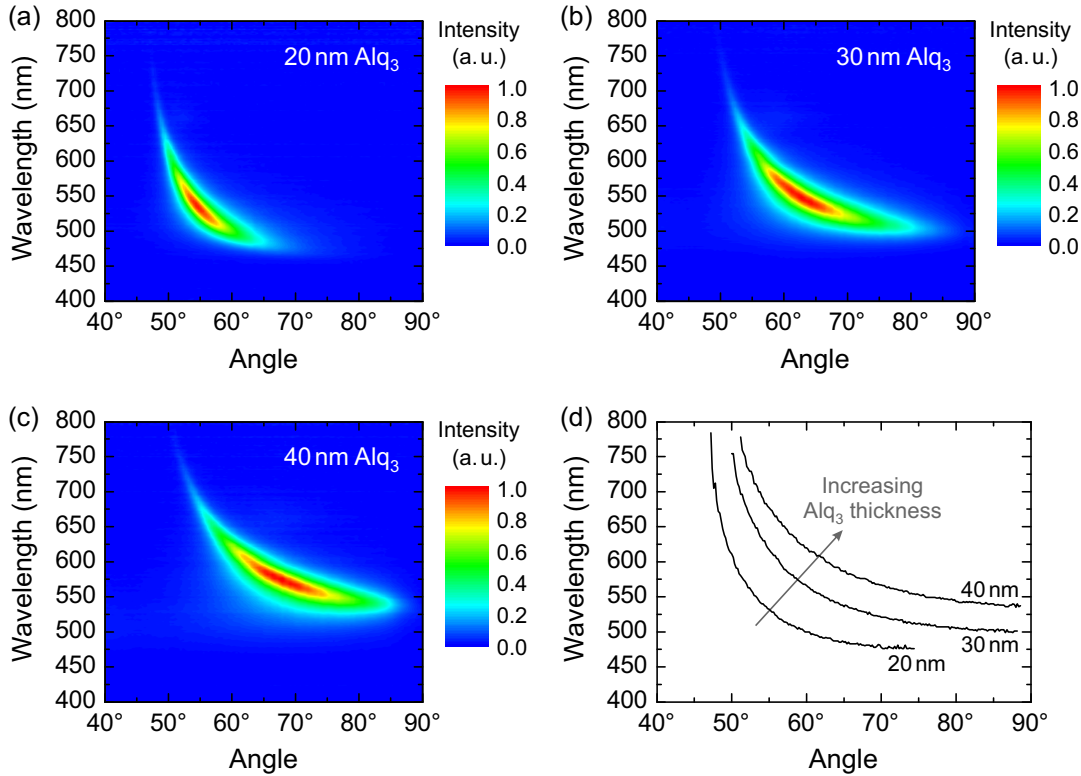 (a)
800
750
700
650
600
550
500
450
400
Wavelength (nm)
20 nm Alq₃
40° 50° 60° 70° 80° 90°
Angle
Intensity
(a. u.)
1.0
0.8
0.6
0.4
0.2
0.0
(b)
800
750
700
650
600
550
500
450
400
Wavelength (nm)
30 nm Alq₃
40° 50° 60° 70° 80° 90°
Angle
Intensity
(a. u.)
1.0
0.8
0.6
0.4
0.2
0.0
(c)
800
750
700
650
600
550
500
450
400
Wavelength (nm)
40 nm Alq₃
40° 50° 60° 70° 80° 90°
Angle
Intensity
(a. u.)
1.0
0.8
0.6
0.4
0.2
0.0
(d)
800
750
700
650
600
550
500
450
400
Wavelength (nm)
Increasing
Alq₃ thickness
40 nm
30 nm
20 nm
40° 50° 60° 70° 80° 90°
Angle